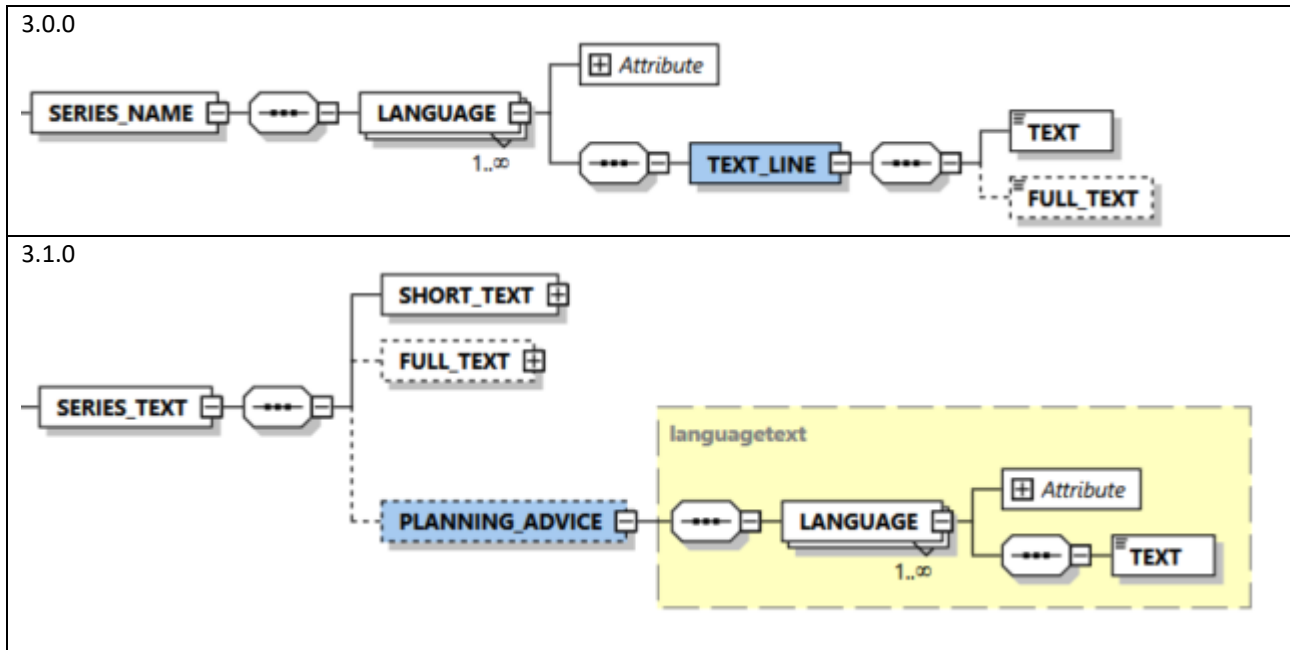 3.0.0
Attribute
SERIES_NAME
LANGUAGE
1..∞
TEXT_LINE
TEXT
FULL_TEXT
3.1.0
SHORT_TEXT
FULL_TEXT
SERIES_TEXT
languagetext
PLANNING_ADVICE
LANGUAGE
1..∞
Attribute
TEXT